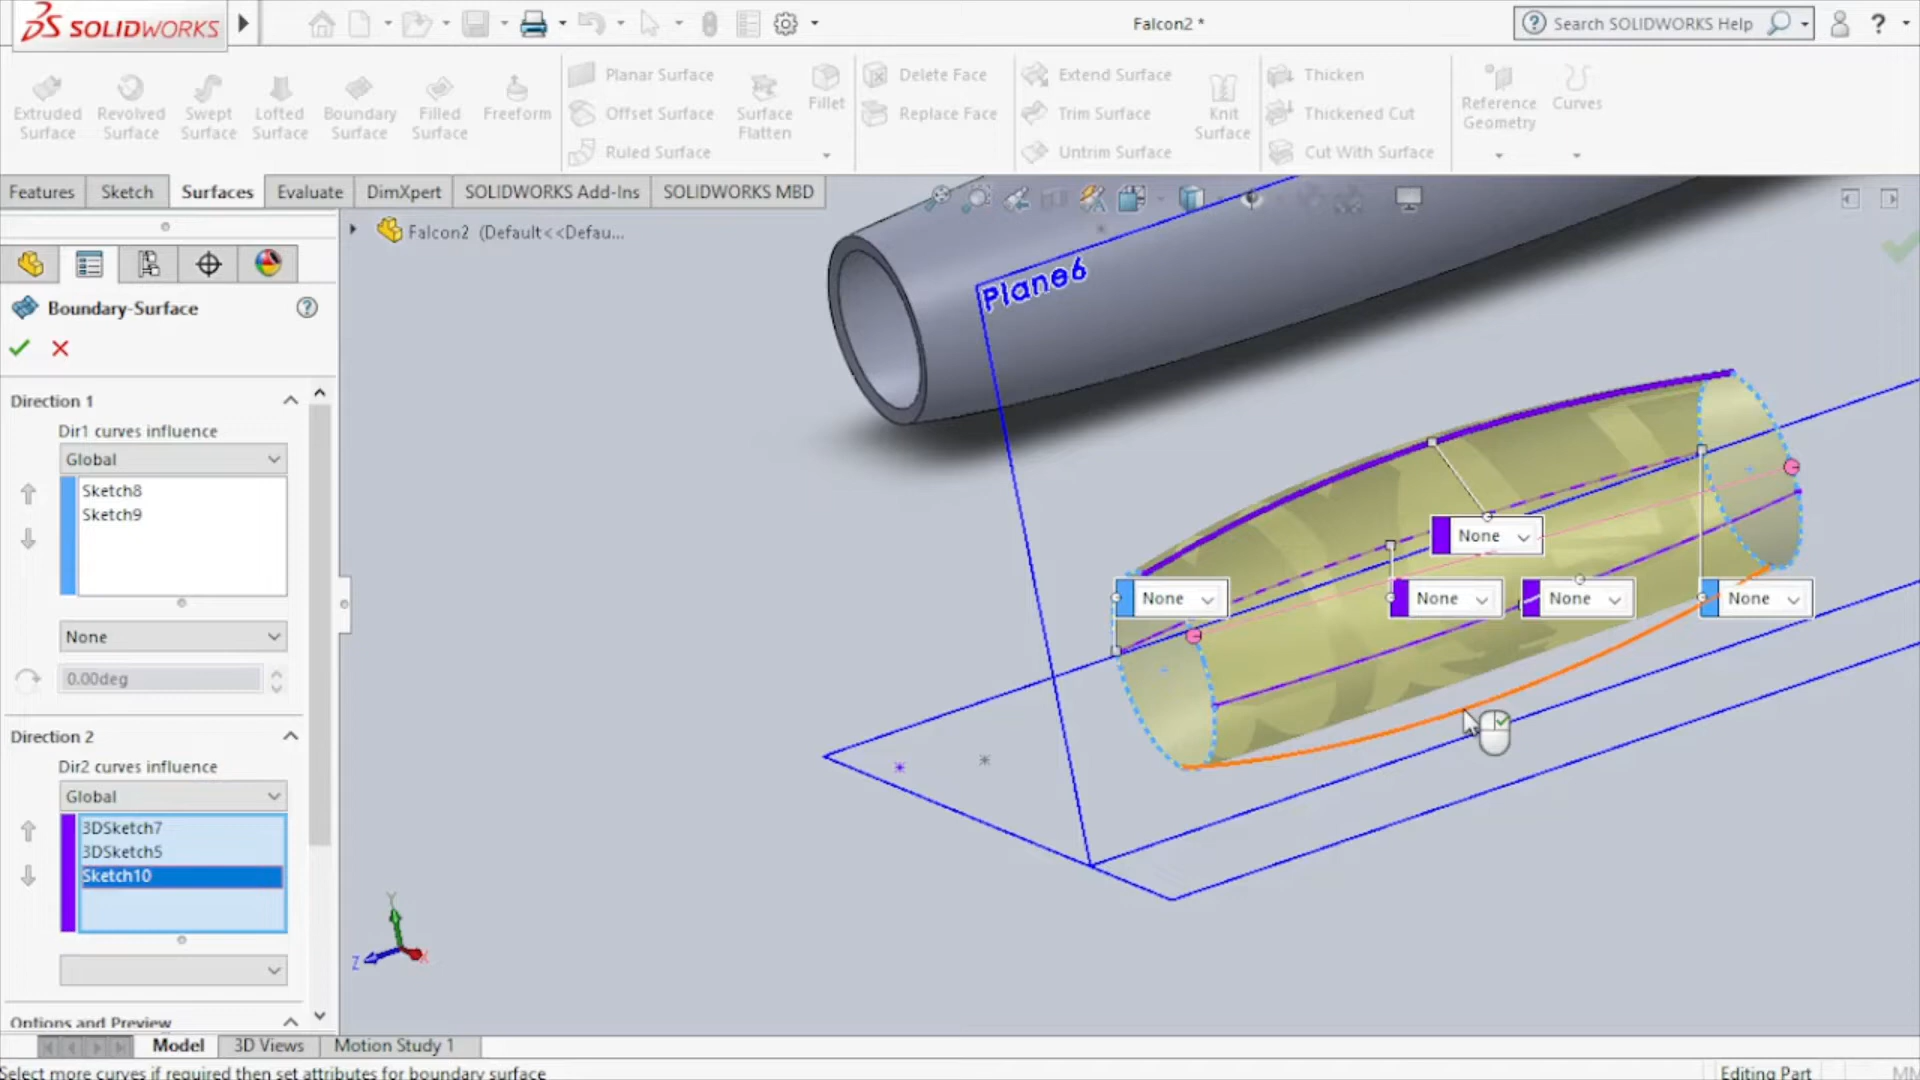 SOLIDWORKS
Falcon2 *
Search SOLIDWORKS Help
?
Extruded Surface
Revolved Surface
Swept Surface
Lofted Surface
Boundary Surface
Filled Surface
Freeform
Planar Surface
Offset Surface
Ruled Surface
Surface Flatten
Fillet
Delete Face
Replace Face
Extend Surface
Trim Surface
Untrim Surface
Knit Surface
Thicken
Thickened Cut
Cut With Surface
Reference Geometry
Curves
Features
Sketch
Surfaces
Evaluate
DimXpert
SOLIDWORKS Add-Ins
SOLIDWORKS MBD
Falcon2 (Default<<Defau...
Boundary-Surface
?
Direction 1
Dir1 curves influence
Global
Sketch8
Sketch9
None
0.00deg
Direction 2
Dir2 curves influence
Global
3DSketch7
3DSketch5
Sketch10
Options and Preview
Plane6
None
None
None
None
None
Y
Z
X
Model
3D Views
Motion Study 1
Select more curves if required then set attributes for boundary surface
Editing Part
MM